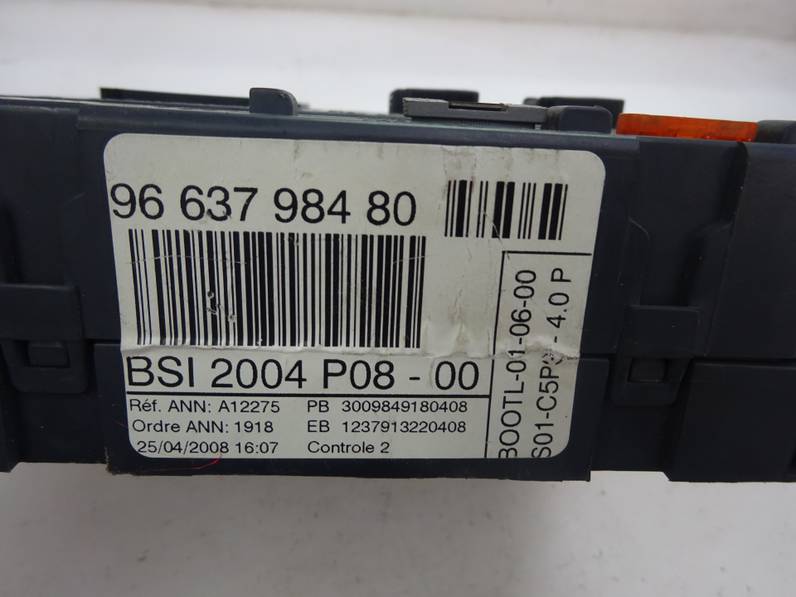 96 637 984 80
BSI 2004 P08 - 00
Réf. ANN: A12275 PB 3009849180408
Ordre ANN: 1918 EB 1237913220408
25/04/2008 16:07 Controle 2
BOOTL-01-06-00
4.0 P